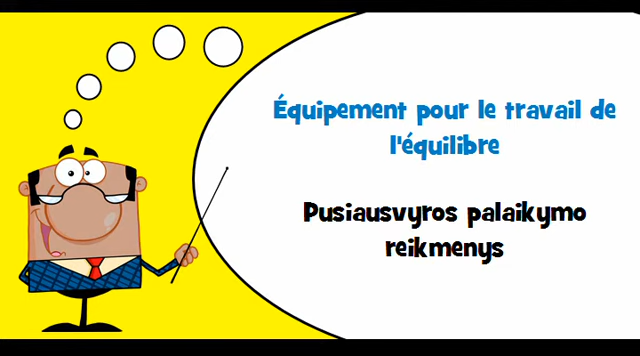 Équipement pour le travail de
l'équilibre
Pusiausvyros palaikymo
reikmenys